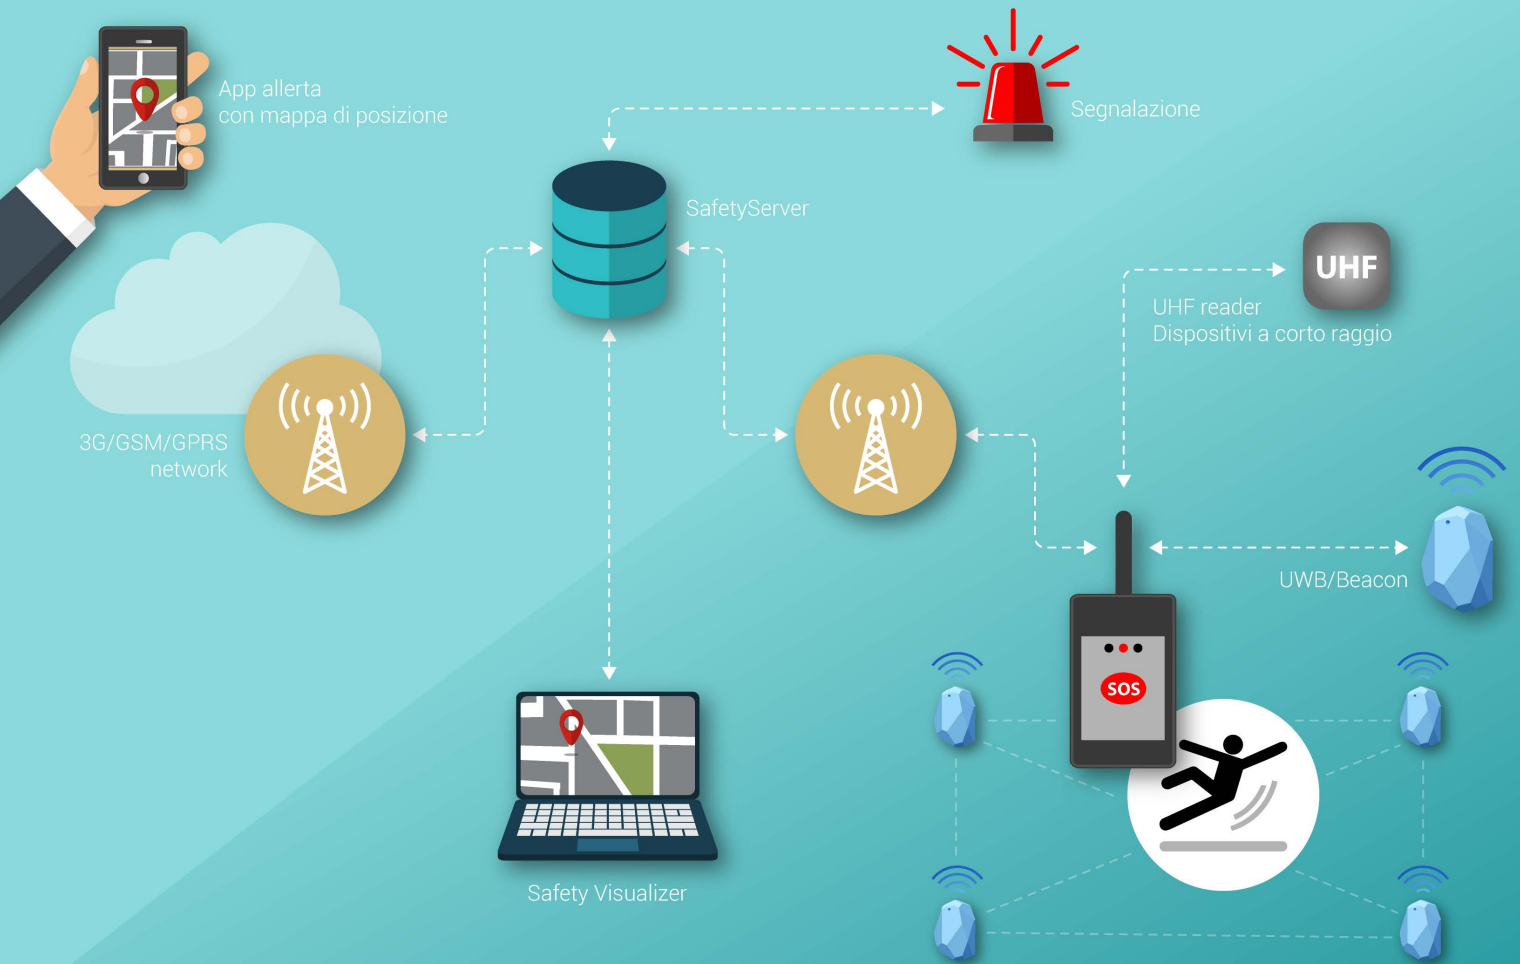 App allerta
con mappa di posizione
Segnalazione
SafetyServer
UHF
UHF reader
Dispositivi a corto raggio
3G/GSM/GPRS
network
UWB/Beacon
SOS
Safety Visualizer